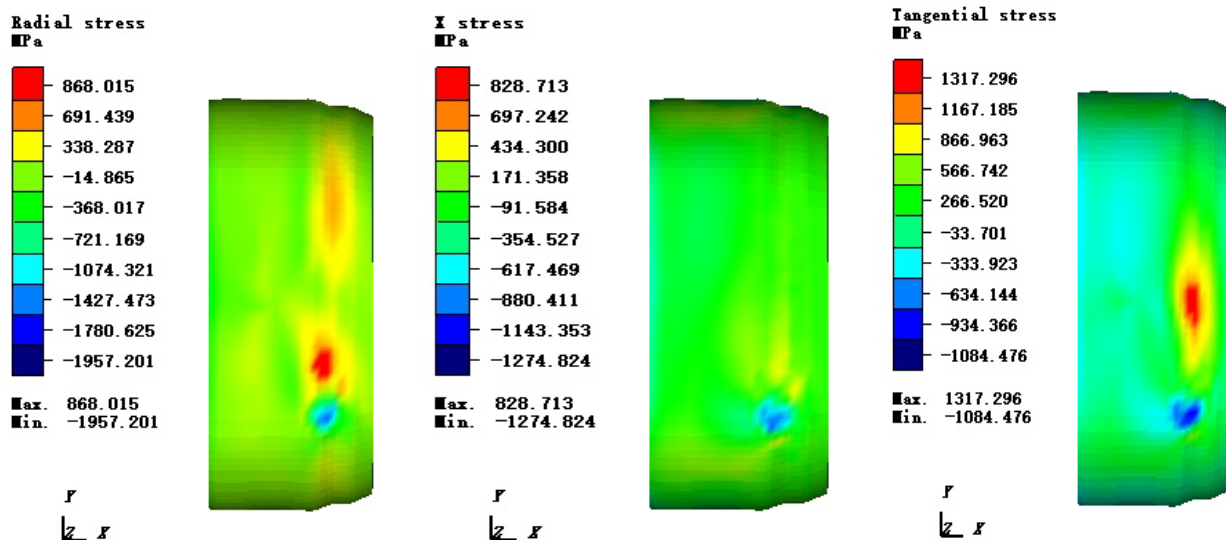 Radial stress
MPa
868.015
691.439
338.287
-14.865
-368.017
-721.169
-1074.321
-1427.473
-1780.625
-1957.201
Max. 868.015
Min. -1957.201
Y
Z X
X stress
MPa
828.713
697.242
434.300
171.358
-91.584
-354.527
-617.469
-880.411
-1143.353
-1274.824
Max. 828.713
Min. -1274.824
Y
Z X
Tangential stress
MPa
1317.296
1167.185
866.963
566.742
266.520
-33.701
-333.923
-634.144
-934.366
-1084.476
Max. 1317.296
Min. -1084.476
Y
Z X